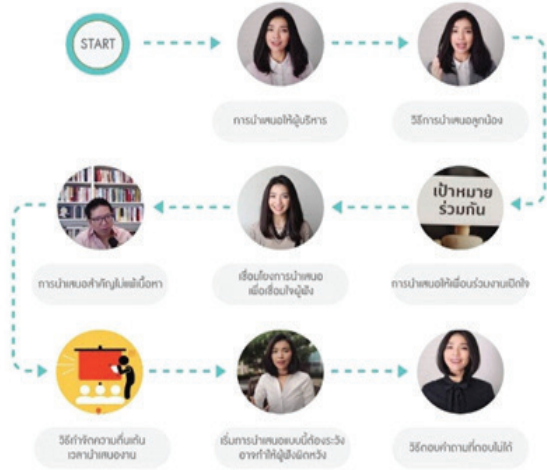 START
การนำเสนอให้ผู้บริหาร
วิธีการนำเสนอลูกน้อง
เป้าหมาย
ร่วมกัน
การนำเสนอให้เพื่อนร่วมงานเปิดใจ
เชื่อมโยงการนำเสนอ
เพื่อเชื่อมใจผู้ฟัง
การนำเสนอสำคัญไม่แพ้เนื้อหา
วิธีกำจัดความตื่นเต้น
เวลานำเสนองาน
เริ่มการนำเสนอแบบนี้ต้องระวัง
อาจทำให้ผู้ฟังผิดหวัง
วิธีตอบคำถามที่ตอบไม่ได้